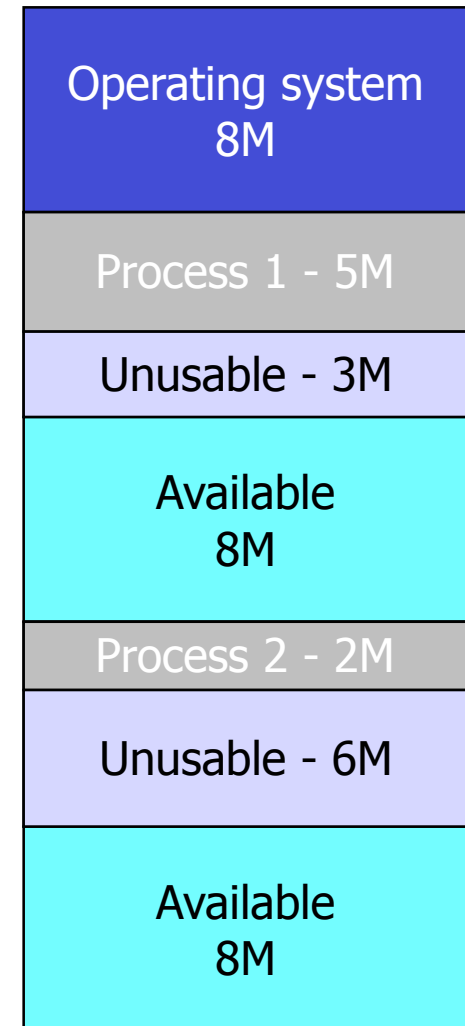 Operating system
8M
Process 1 - 5M
Unusable - 3M
Available
8M
Process 2 - 2M
Unusable - 6M
Available
8M